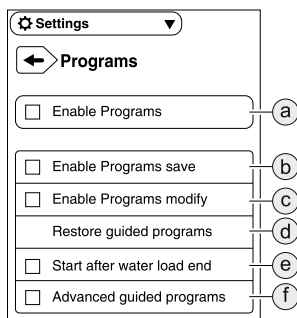 Settings
Programs
Enable Programs a
Enable Programs save b
Enable Programs modify c
Restore guided programs d
Start after water load end e
Advanced guided programs f